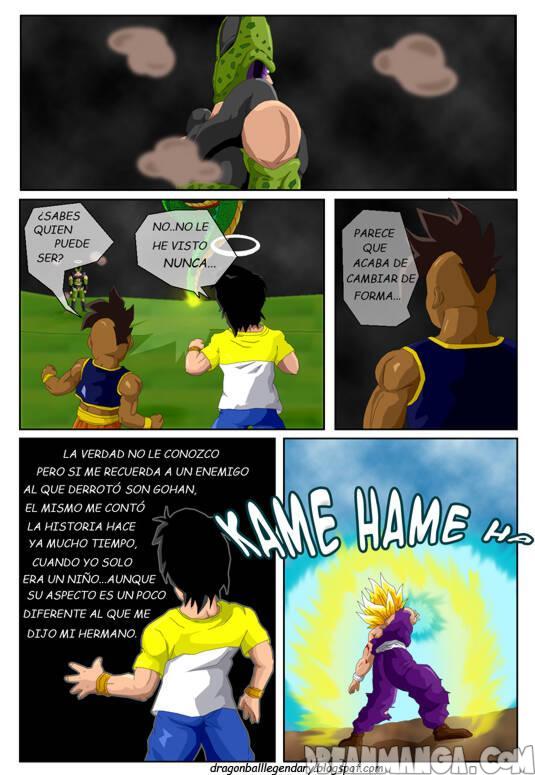 ¿SABES
QUIEN
PUEDE
SER?
NO..NO LE
HE VISTO
NUNCA...
PARECE
QUE
ACABA DE
CAMBIAR DE
FORMA...
LA VERDAD NO LE CONOZCO
PERO SI ME RECUERDA A UN ENEMIGO
AL QUE DERROTÓ SON GOHAN,
EL MISMO ME CONTÓ
LA HISTORIA HACE
YA MUCHO TIEMPO,
CUANDO YO SOLO
ERA UN NIÑO...AUNQUE
SU ASPECTO ES UN POCO
DIFERENTE AL QUE ME
DIJO MI HERMANO.
KAME HAME HA
dragonballlegendary.blogspot.com
DREAMMANGA.COM